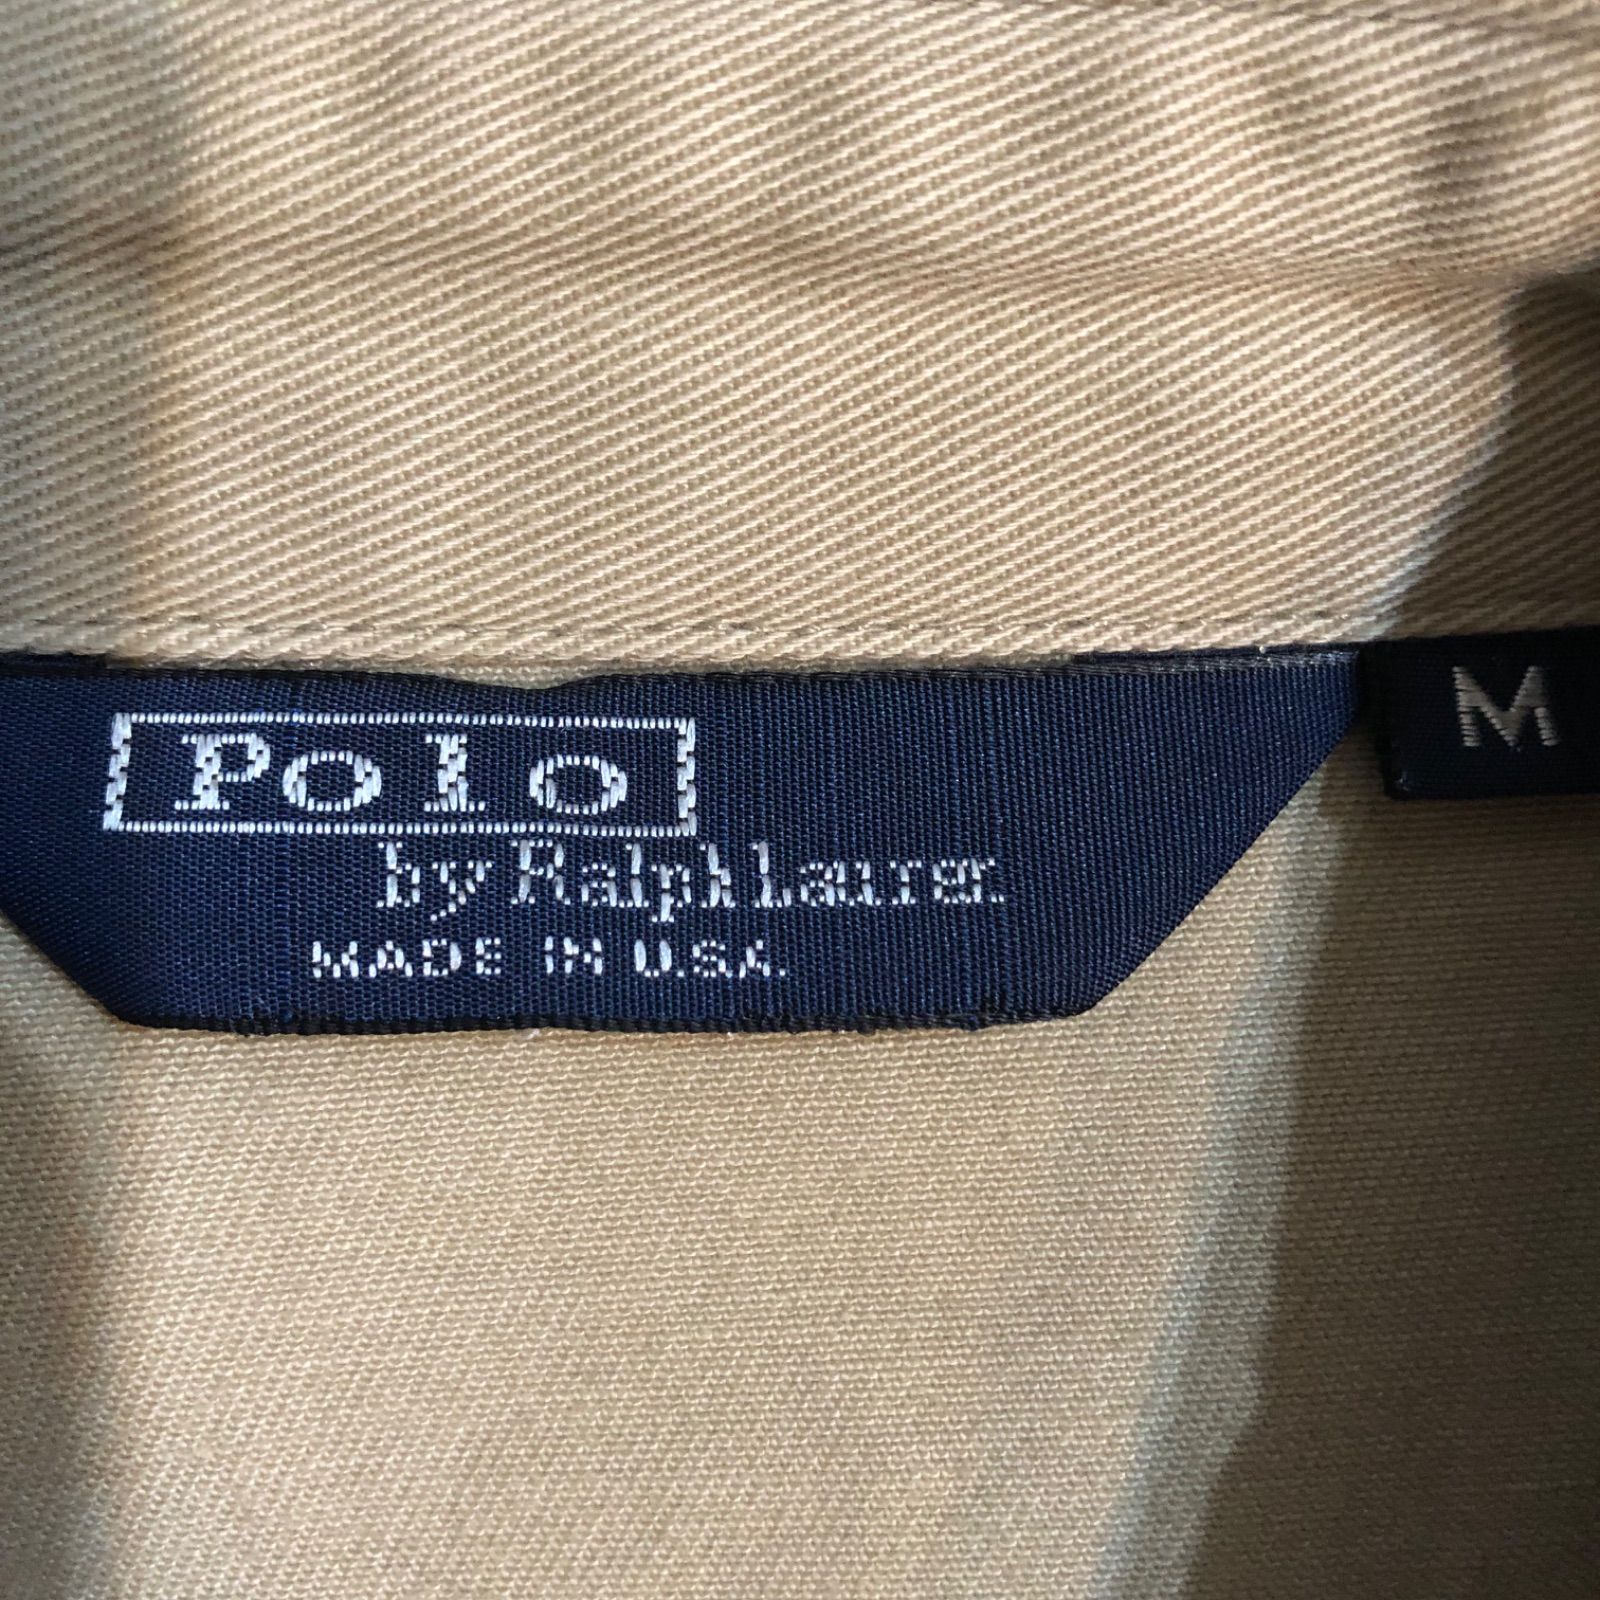 Polo
by Ralph Lauren
MADE IN U.S.A.
M